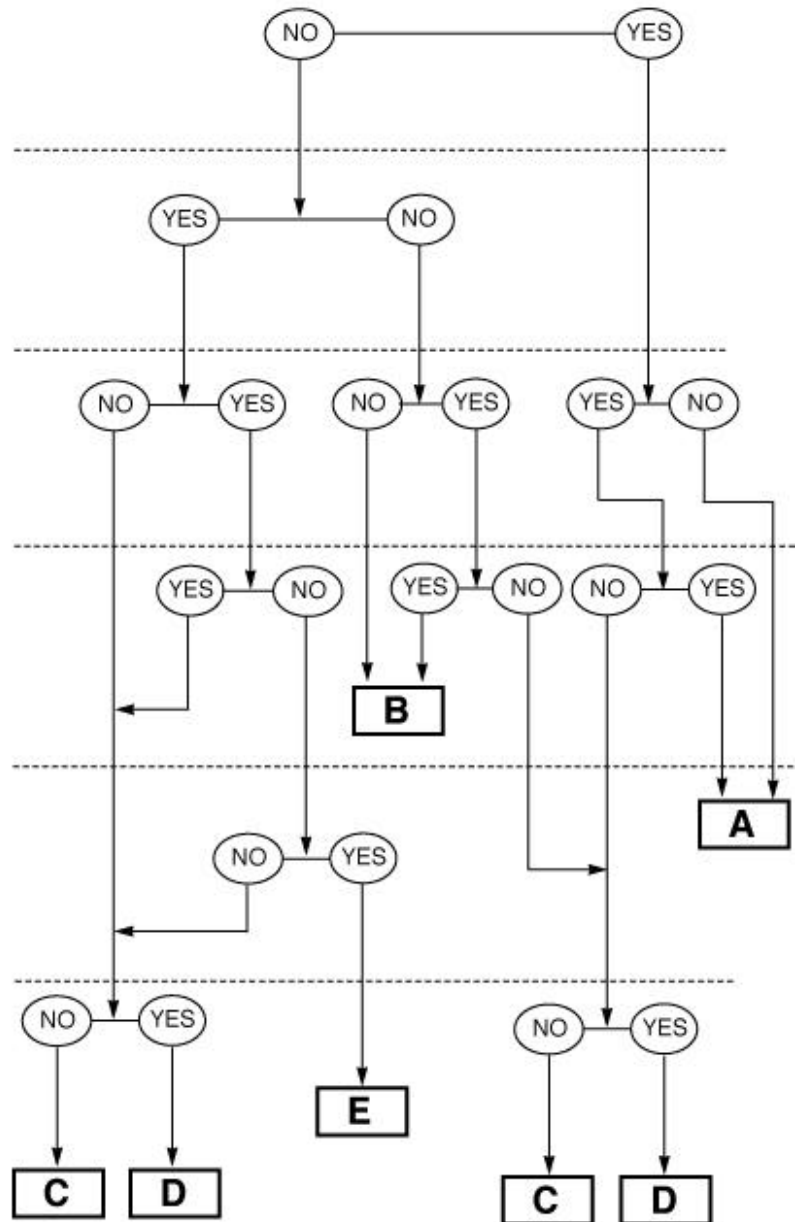 NO YES
YES NO
NO YES NO YES YES NO
YES NO YES NO NO YES
B
A
NO YES
NO YES NO YES
E
C D C D